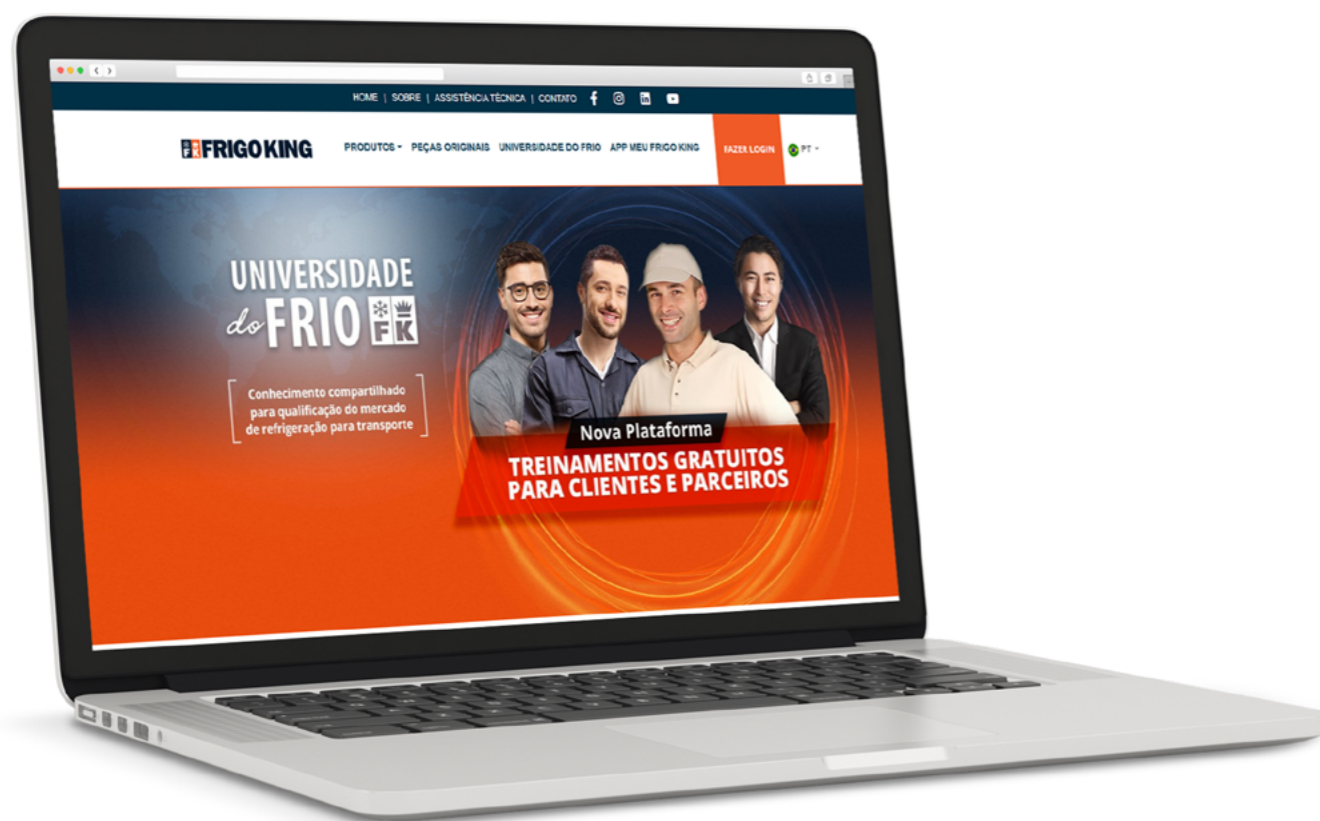 HOME | SOBRE | ASSISTÊNCIA TÉCNICA | CONTATO
FK FRIGO KING
PRODUTOS PEÇAS ORIGINAIS UNIVERSIDADE DO FRIO APP MEU FRIGO KING FAZER LOGIN PT
UNIVERSIDADE
do FRIO FK
Conhecimento compartilhado
para qualificação do mercado
de refrigeração para transporte
Nova Plataforma
TREINAMENTOS GRATUITOS
PARA CLIENTES E PARCEIROS